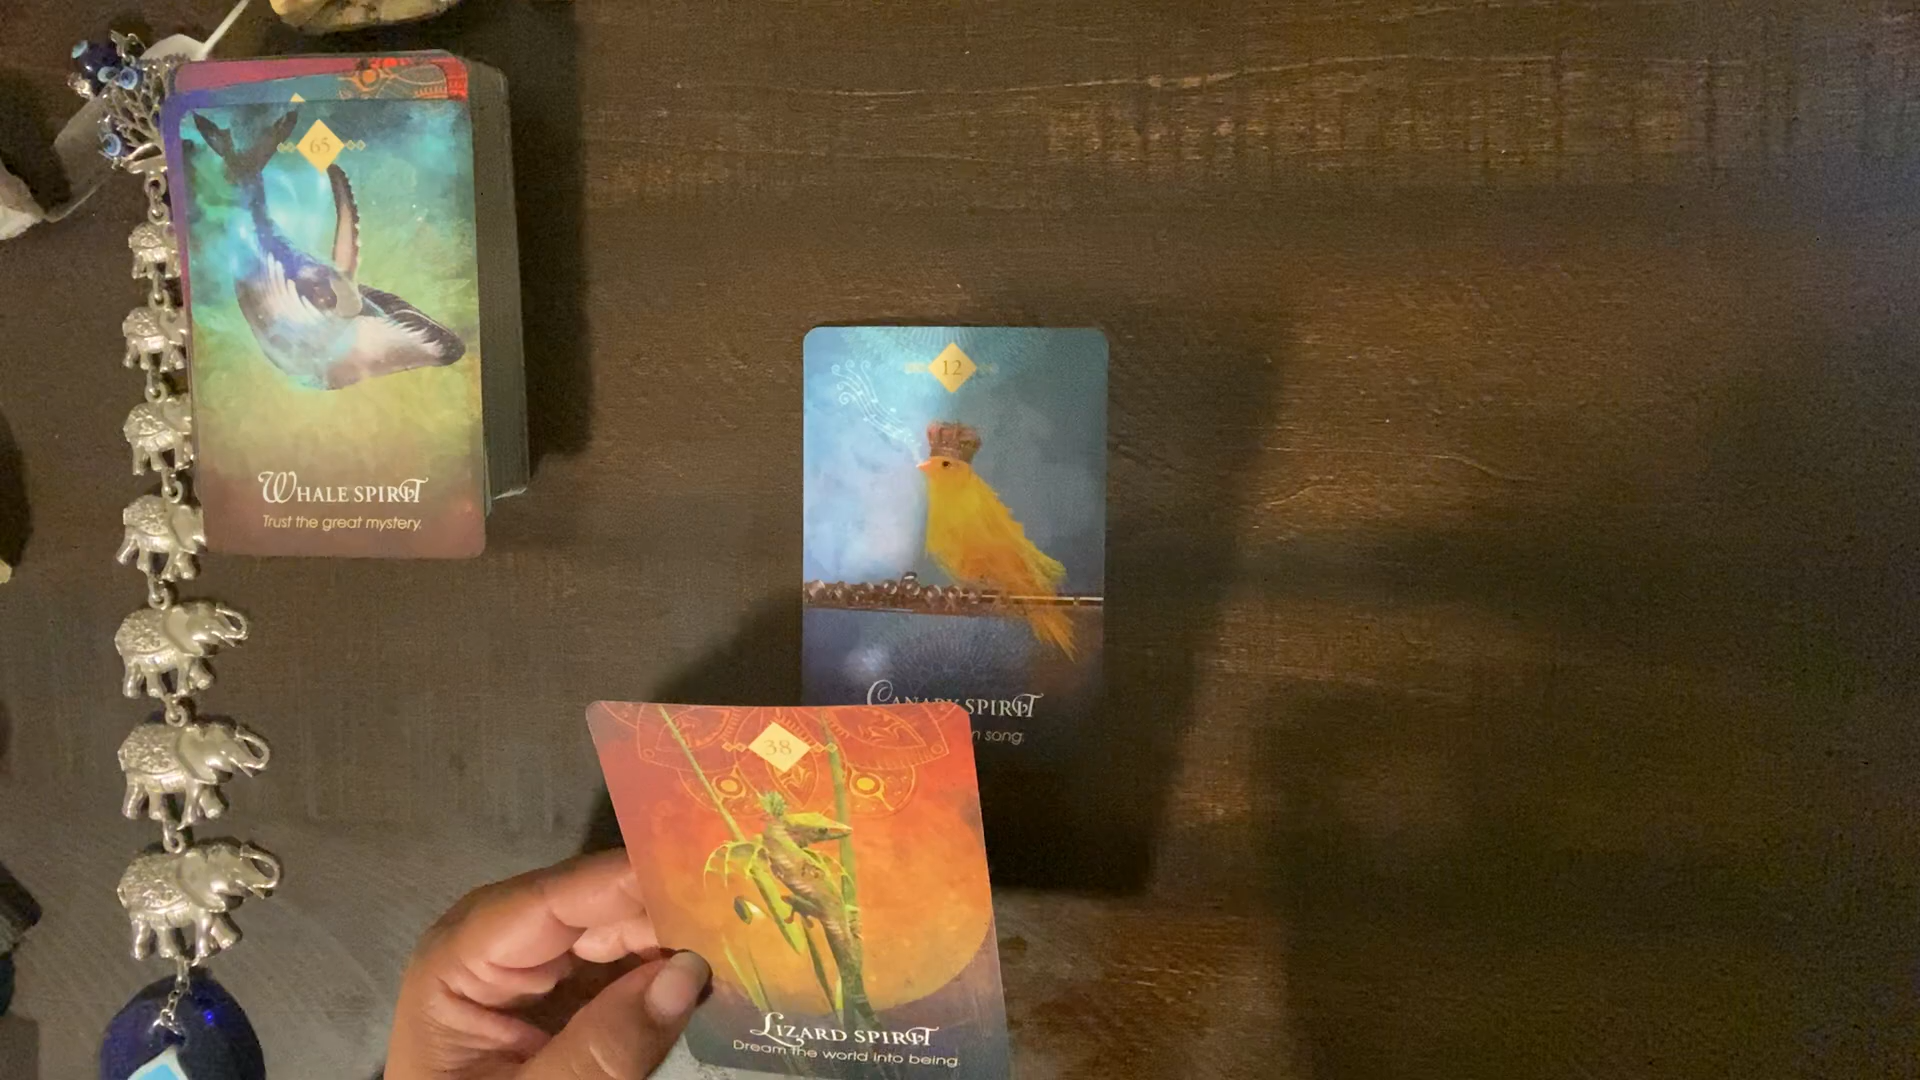 65
WHALE SPIRIT
Trust the great mystery.
12
CANARY SPIRIT
n song.
38
LIZARD SPIRIT
Dream the world into being.